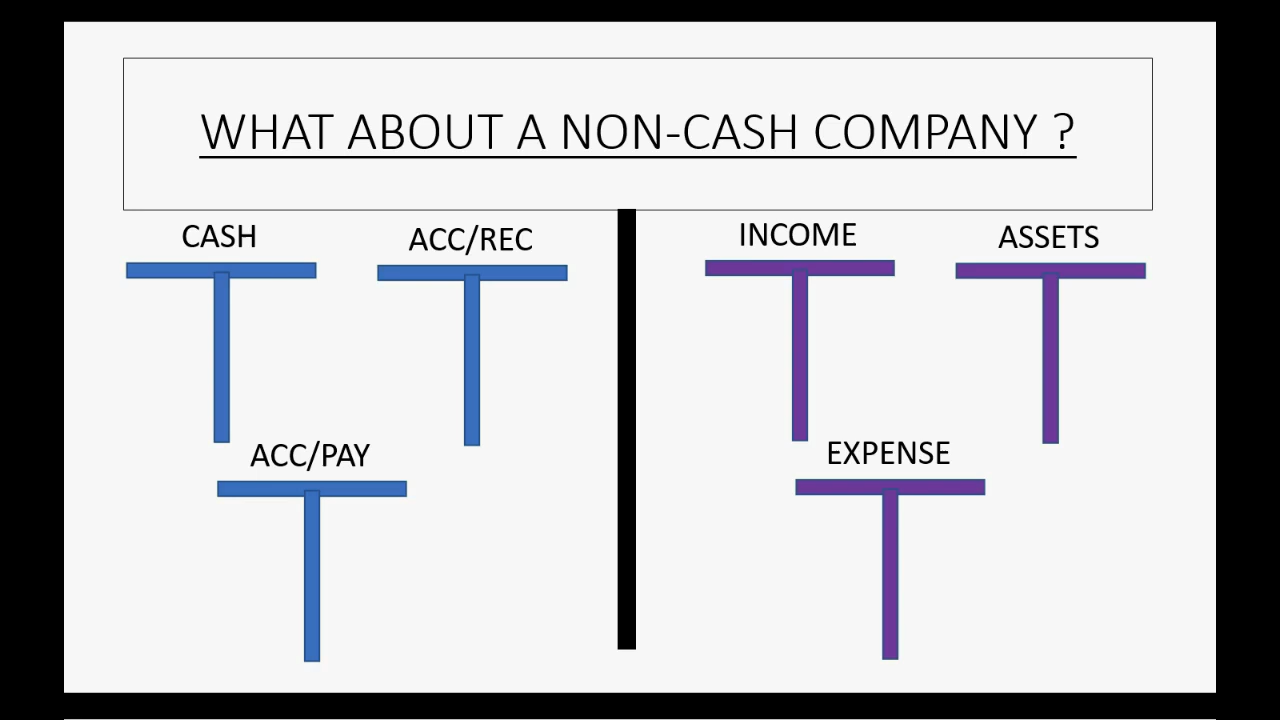 WHAT ABOUT A NON-CASH COMPANY ?
CASH
ACC/REC
INCOME
ASSETS
ACC/PAY
EXPENSE